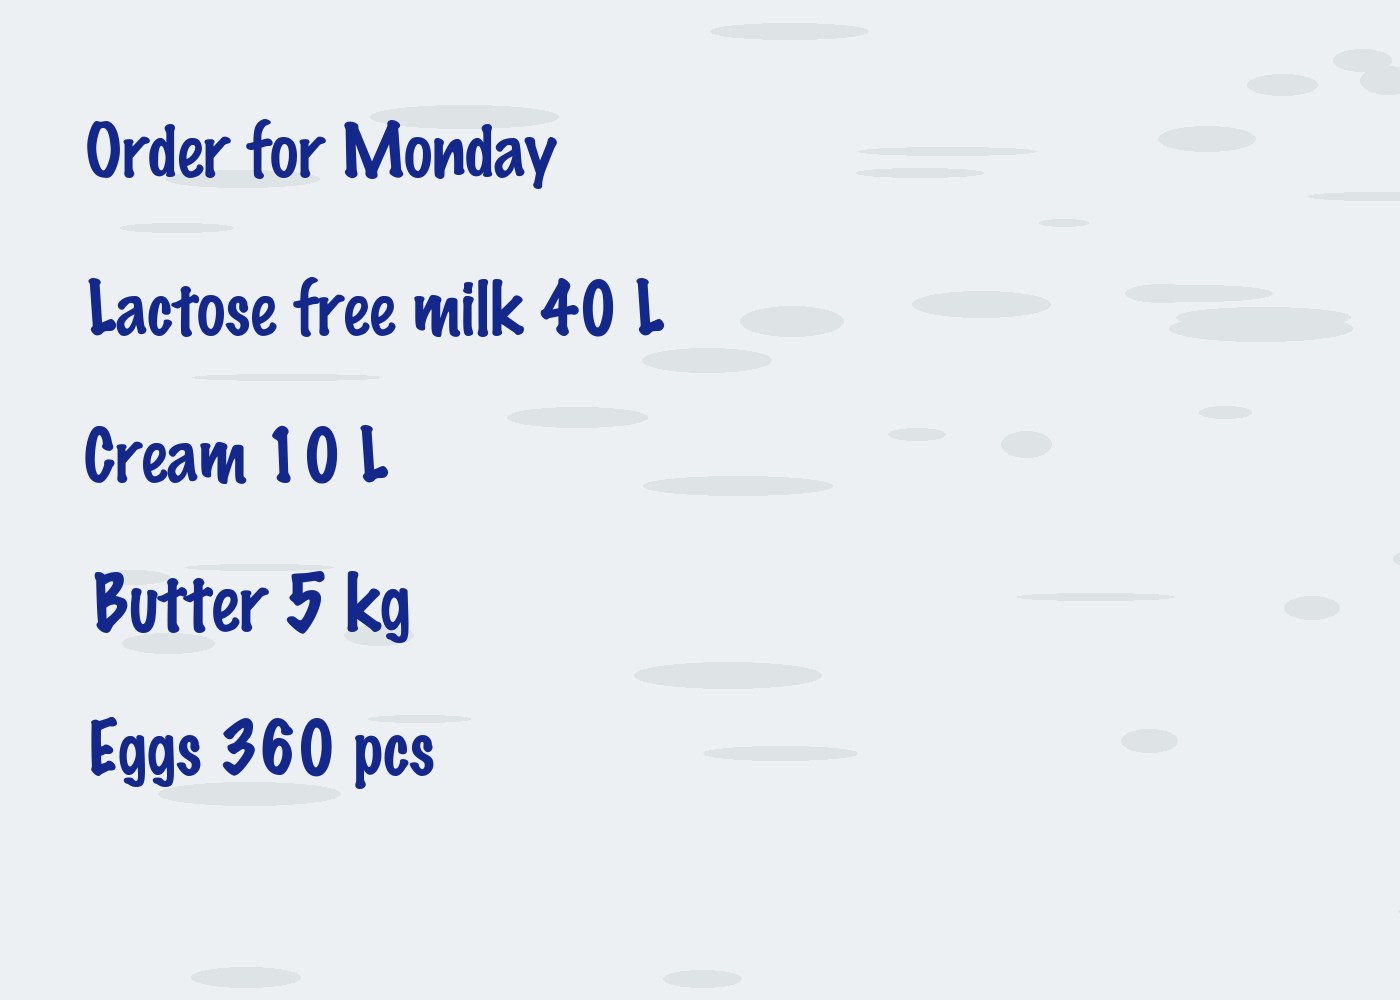 Order for Monday
Lactose free milk 40 L
Cream 10 L
Butter 5 kg
Eggs 360 pcs